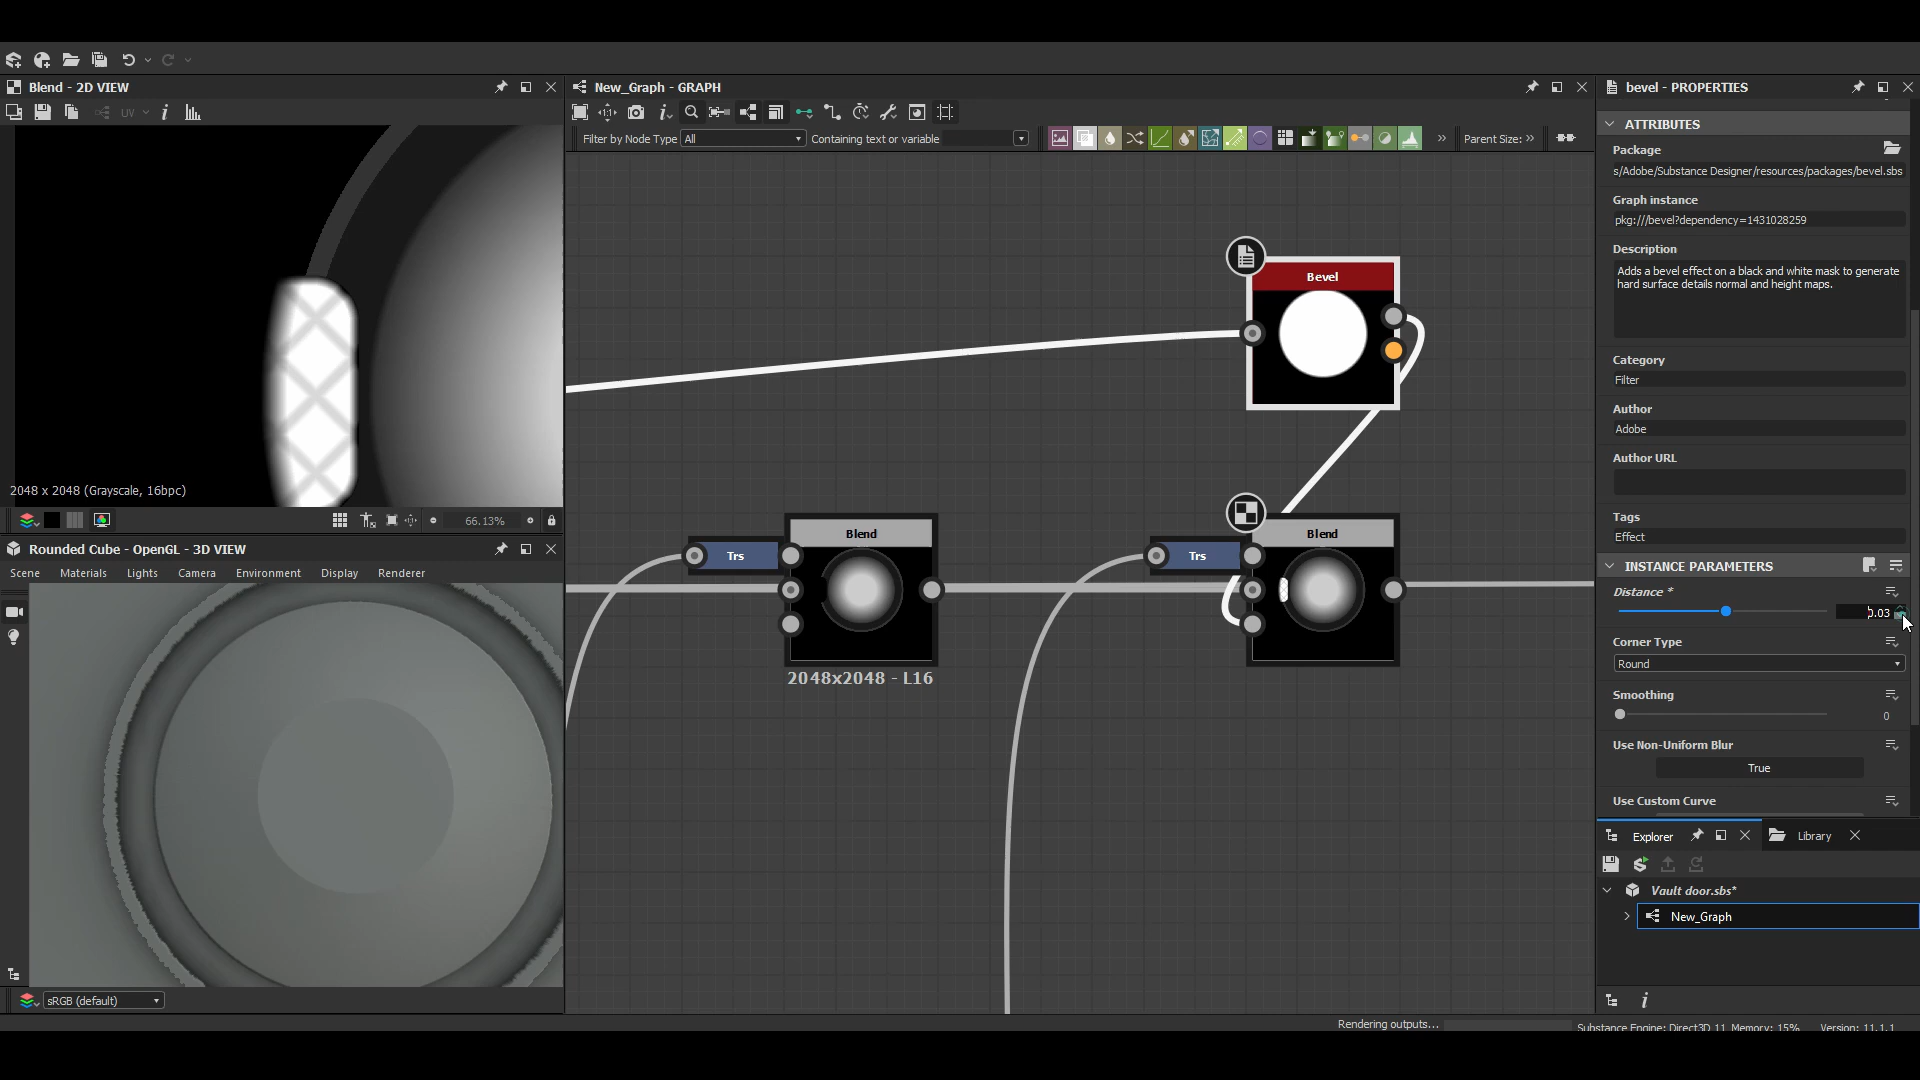 Blend - 2D VIEW
New_Graph - GRAPH
bevel - PROPERTIES
UV
Filter by Node Type
All
Containing text or variable
Parent Size:
ATTRIBUTES
Package
s/Adobe/Substance Designer/resources/packages/bevel.sbs
Graph instance
pkg:///bevel?dependency=1431028259
Description
Adds a bevel effect on a black and white mask to generate
hard surface details normal and height maps.
Category
Filter
Author
Adobe
Author URL
Tags
Effect
INSTANCE PARAMETERS
Distance *
0.03
Corner Type
Round
Smoothing
0
Use Non-Uniform Blur
True
Use Custom Curve
Explorer
Library
Vault door.sbs*
New_Graph
Bevel
Blend
Blend
Trs
Trs
2048x2048 - L16
2048 x 2048 (Grayscale, 16bpc)
66.13%
Rounded Cube - OpenGL - 3D VIEW
Scene
Materials
Lights
Camera
Environment
Display
Renderer
sRGB (default)
Rendering outputs...
Substance Engine: Direct3D 11 Memory: 15%
Version: 11.1.1